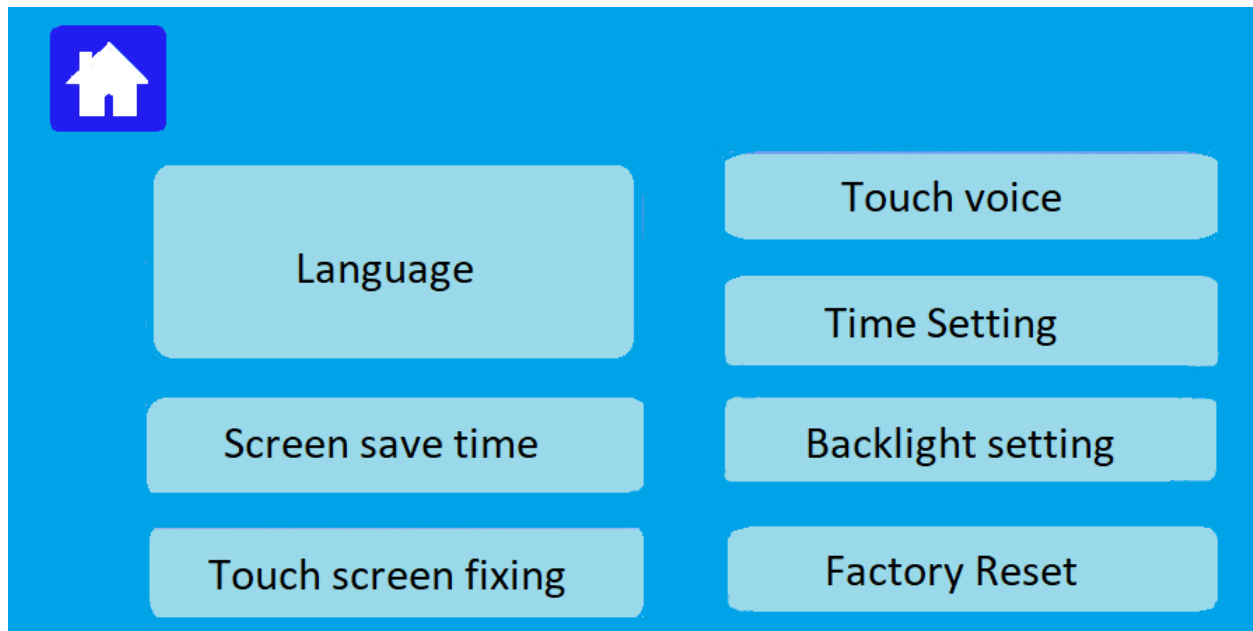 Language
Screen save time
Touch screen fixing
Touch voice
Time Setting
Backlight setting
Factory Reset